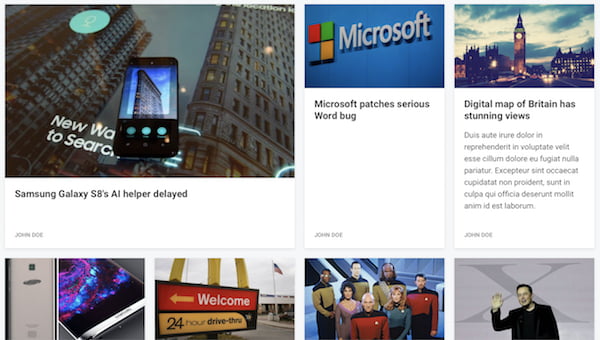 New Wa
to Search
Samsung Galaxy S8's AI helper delayed
JOHN DOE
Microsoft
Microsoft patches serious
Word bug
JOHN DOE
Digital map of Britain has
stunning views
Duis aute irure dolor in
reprehenderit in voluptate velit
esse cillum dolore eu fugiat nulla
pariatur. Excepteur sint occaecat
cupidatat non proident, sunt in
culpa qui officia deserunt mollit
anim id est laborum.
JOHN DOE
Welcome
24 hour drive-thru
X